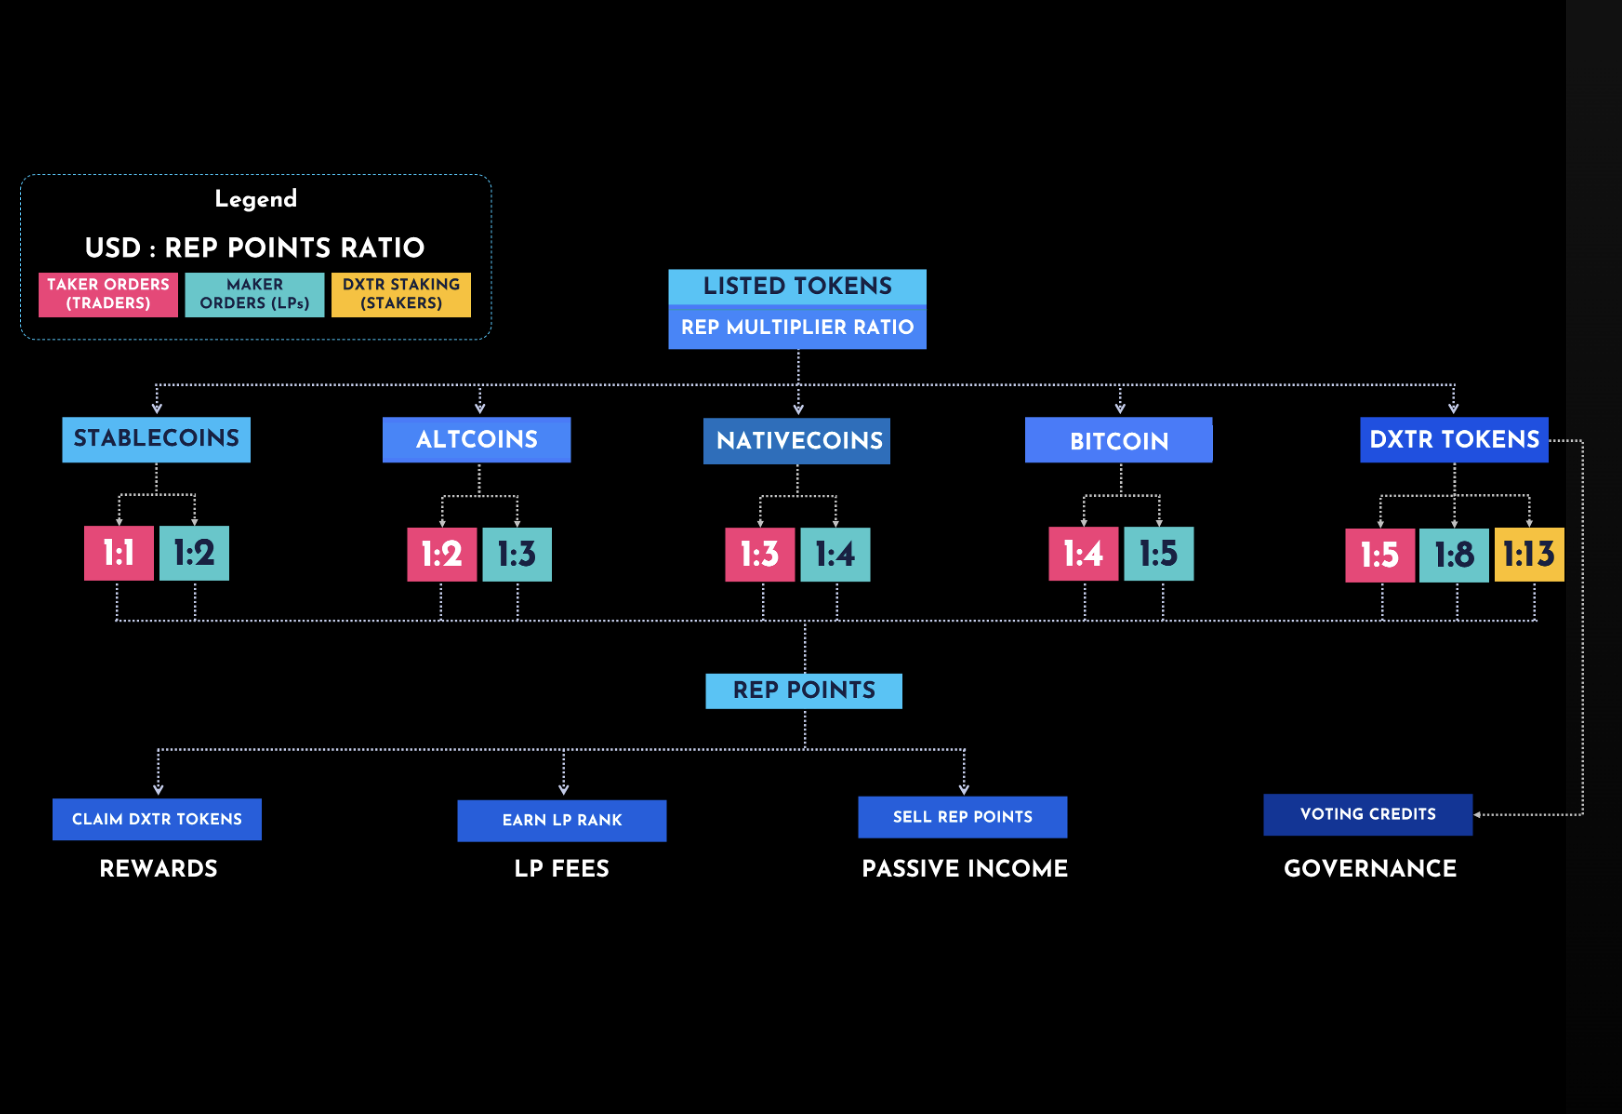 Legend
USD : REP POINTS RATIO
TAKER ORDERS
(TRADERS)
MAKER
ORDERS (LPs)
DXTR STAKING
(STAKERS)
LISTED TOKENS
REP MULTIPLIER RATIO
STABLECOINS
ALTCOINS
NATIVECOINS
BITCOIN
DXTR TOKENS
1:1
1:2
1:2
1:3
1:3
1:4
1:4
1:5
1:5
1:8
1:13
REP POINTS
CLAIM DXTR TOKENS
EARN LP RANK
SELL REP POINTS
VOTING CREDITS
REWARDS
LP FEES
PASSIVE INCOME
GOVERNANCE